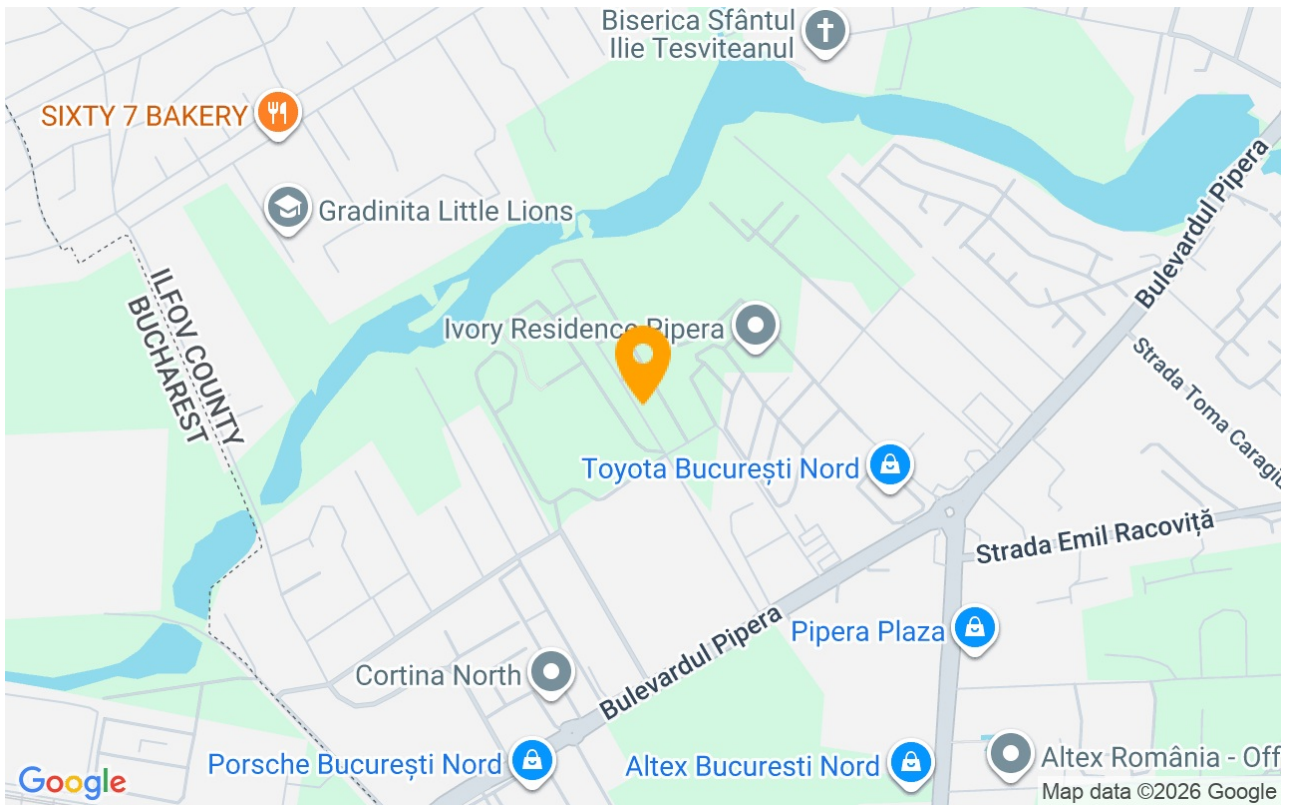 Biserica Sfântul
Ilie Tesviteanul
SIXTY 7 BAKERY
Bulevardul Pipera
Gradinita Little Lions
ILFOV COUNTY
BUCHAREST
Ivory Residence Pipera
Strada Toma Caragiu
Toyota București Nord
Strada Emil Racoviță
Pipera Plaza
Bulevardul Pipera
Cortina North
Porsche București Nord
Altex Bucuresti Nord
Altex România - Off
Google
Map data ©2026 Google